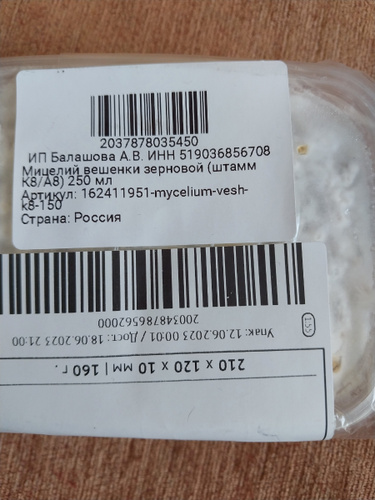 2037878035450
ИП Балашова А.В. ИНН 519036856708
Мицелий вешенки зерновой (штамм
К8/А8) 250 мл
Артикул: 162411951-mycelium-vesh-
k8-150
Страна: Россия
210 x 120 x 10 мм | 160 г.
Упак: 12.06.2023 00:01 / Дост.: 18.06.2023 21:00
200348786562000